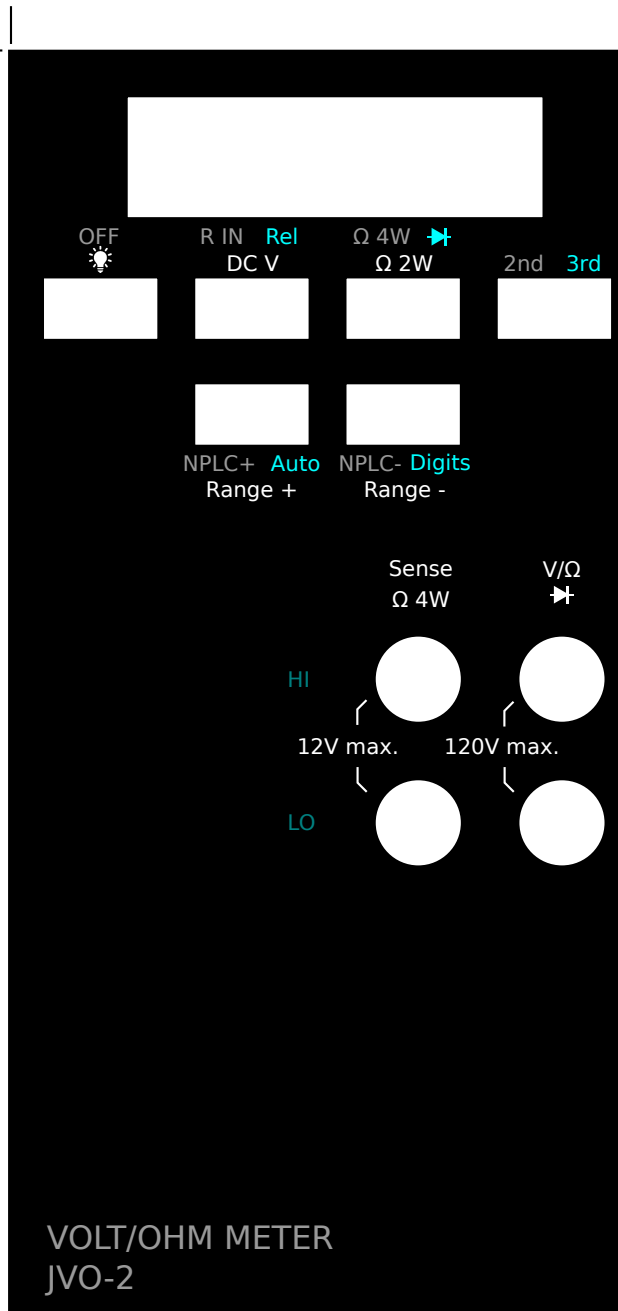 OFF R IN Rel Ω 4W
DC V Ω 2W 2nd 3rd
NPLC+ Auto NPLC- Digits
Range + Range -
Sense V/Ω
Ω 4W
HI
12V max. 120V max.
LO
VOLT/OHM METER
JVO-2